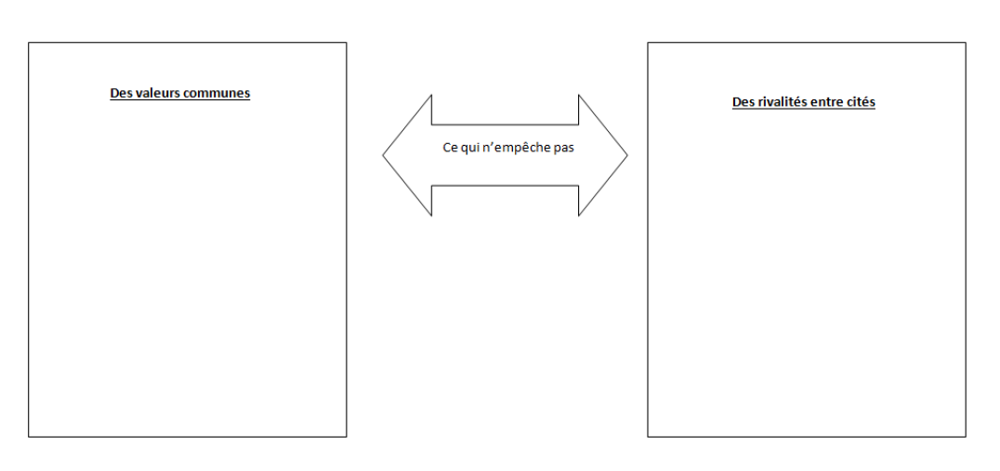 Des valeurs communes
Ce qui n’empêche pas
Des rivalités entre cités